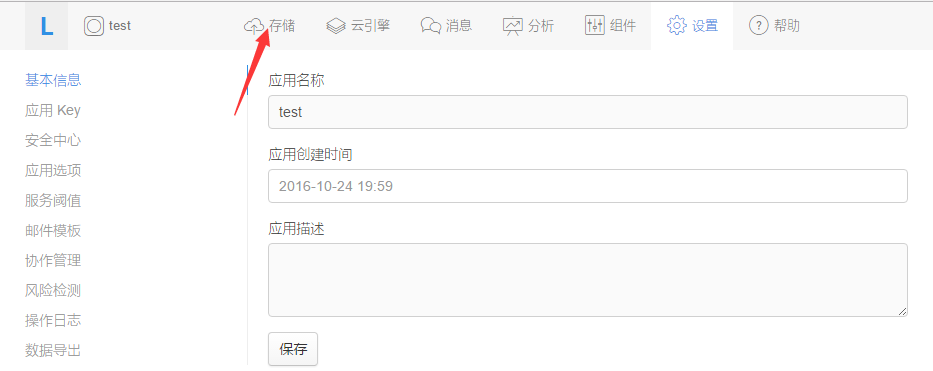 L test 存储 云引擎 消息 分析 组件 设置 ? 帮助
基本信息
应用 Key
安全中心
应用选项
服务阈值
邮件模板
协作管理
风险检测
操作日志
数据导出
应用名称
test
应用创建时间
2016-10-24 19:59
应用描述
保存